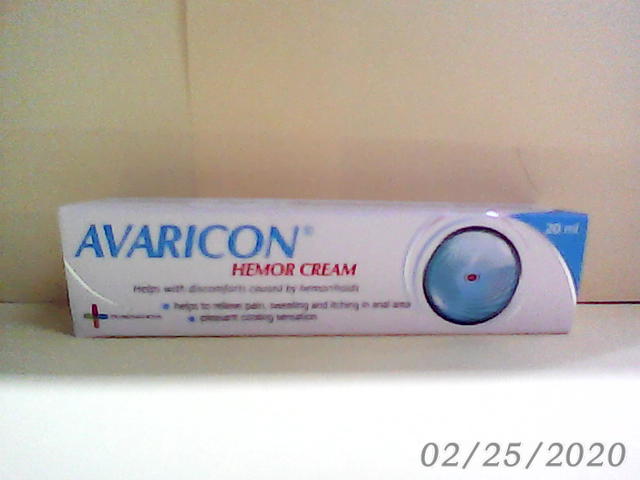 AVARICON®
20 ml
HEMOR CREAM
Helps with discomforts caused by hemorrhoids
helps to relieve pain, sweeling and itching in anal area
pleasant cooling sensation
02/25/2020